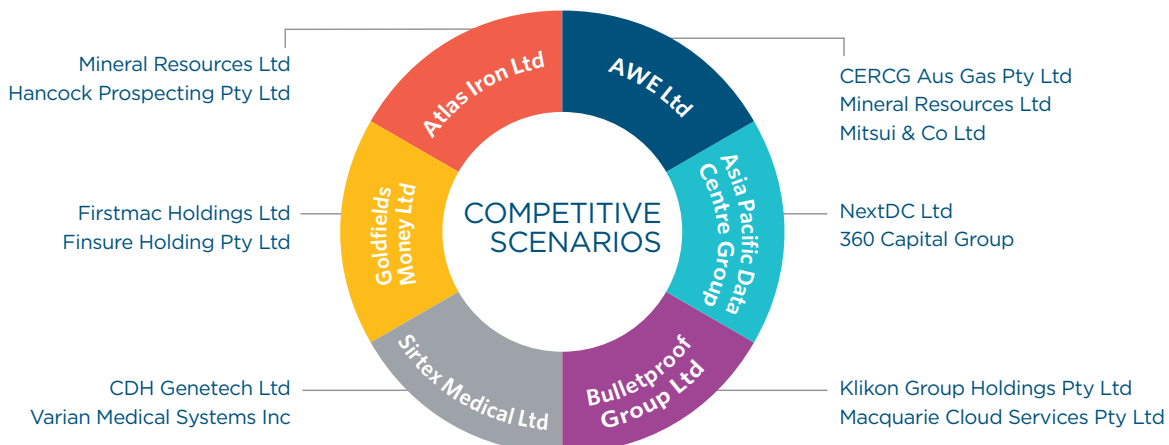 Mineral Resources Ltd
Hancock Prospecting Pty Ltd
Atlas Iron Ltd
AWE Ltd
CERCG Aus Gas Pty Ltd
Mineral Resources Ltd
Mitsui & Co Ltd
Firstmac Holdings Ltd
Finsure Holding Pty Ltd
Goldfields
Money Ltd
COMPETITIVE
SCENARIOS
Asia Pacific Data
Centre Group
NextDC Ltd
360 Capital Group
CDH Genetech Ltd
Varian Medical Systems Inc
Sirtex Medical Ltd
Bulletproof
Group Ltd
Klikon Group Holdings Pty Ltd
Macquarie Cloud Services Pty Ltd